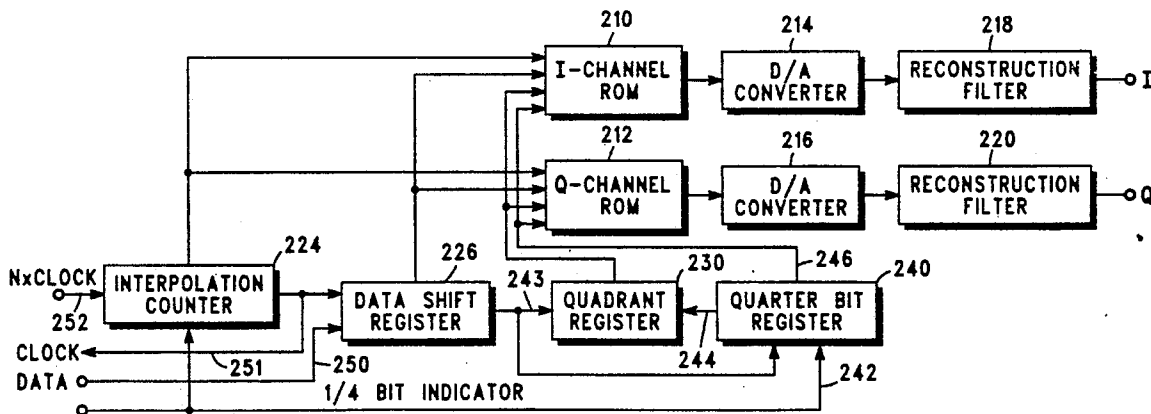 210
214
218
I-CHANNEL
ROM
D/A
CONVERTER
RECONSTRUCTION
FILTER
I
212
216
220
Q-CHANNEL
ROM
D/A
CONVERTER
RECONSTRUCTION
FILTER
Q
224
226
230
246
240
NxCLOCK
252
INTERPOLATION
COUNTER
DATA SHIFT
REGISTER
243
QUADRANT
REGISTER
244
QUARTER BIT
REGISTER
CLOCK
251
250
242
DATA
1/4 BIT INDICATOR